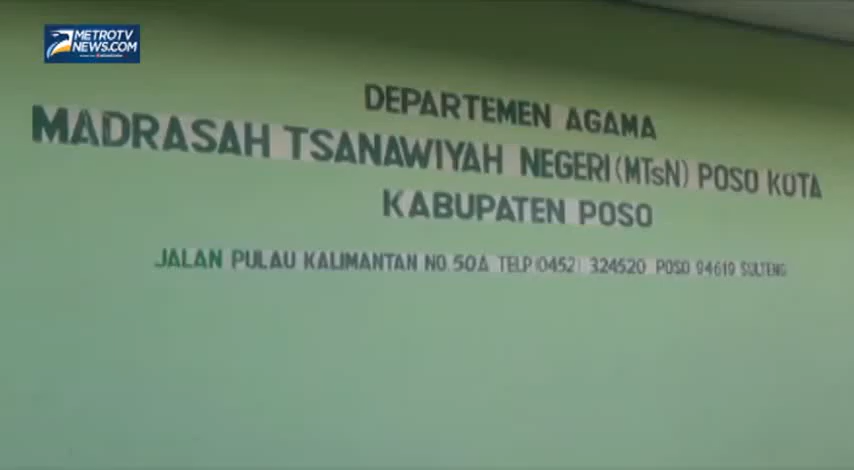 METROTV
NEWS.COM
DEPARTEMEN AGAMA
MADRASAH TSANAWIYAH NEGERI (MTsN) POSO KOTA
KABUPATEN POSO
JALAN PULAU KALIMANTAN NO. 50A TELP (0452) 324520 POSO 94619 SULTENG